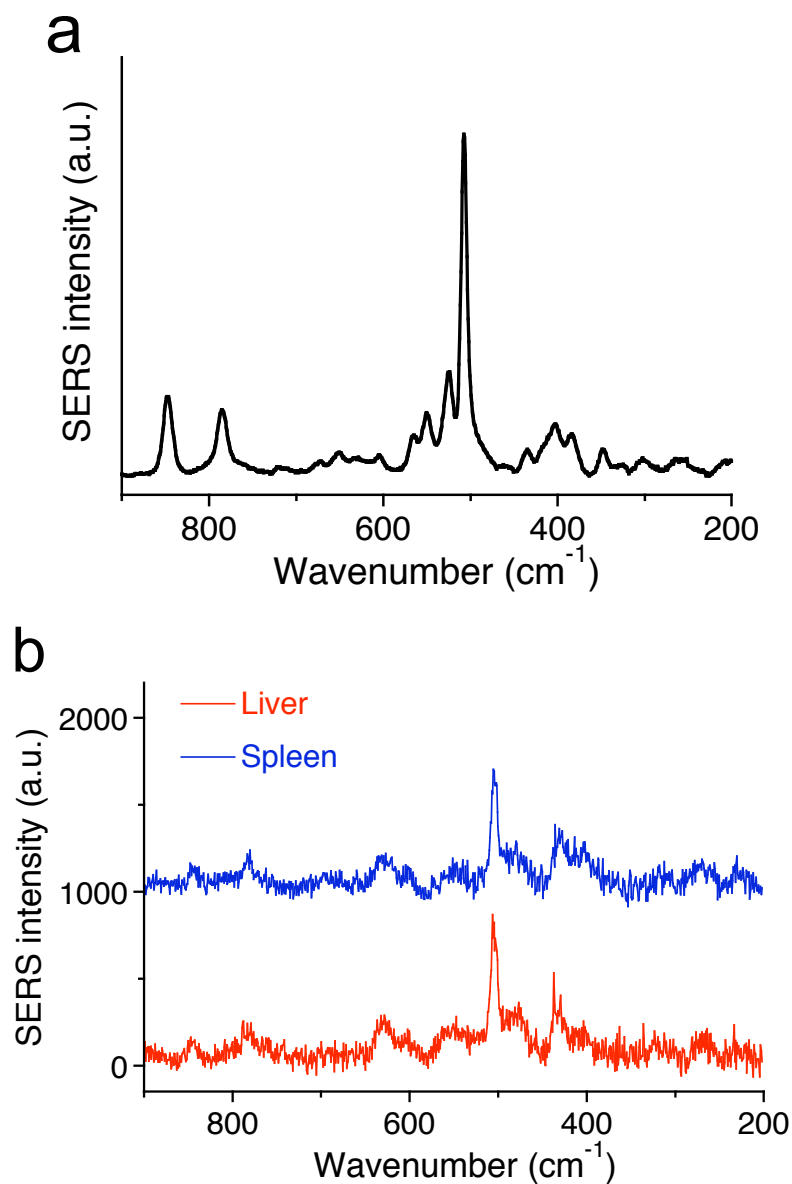 a
SERS intensity (a.u.)
800 600 400 200
Wavenumber (cm-1)
b
Liver
Spleen
2000
1000
0
SERS intensity (a.u.)
800 600 400 200
Wavenumber (cm-1)